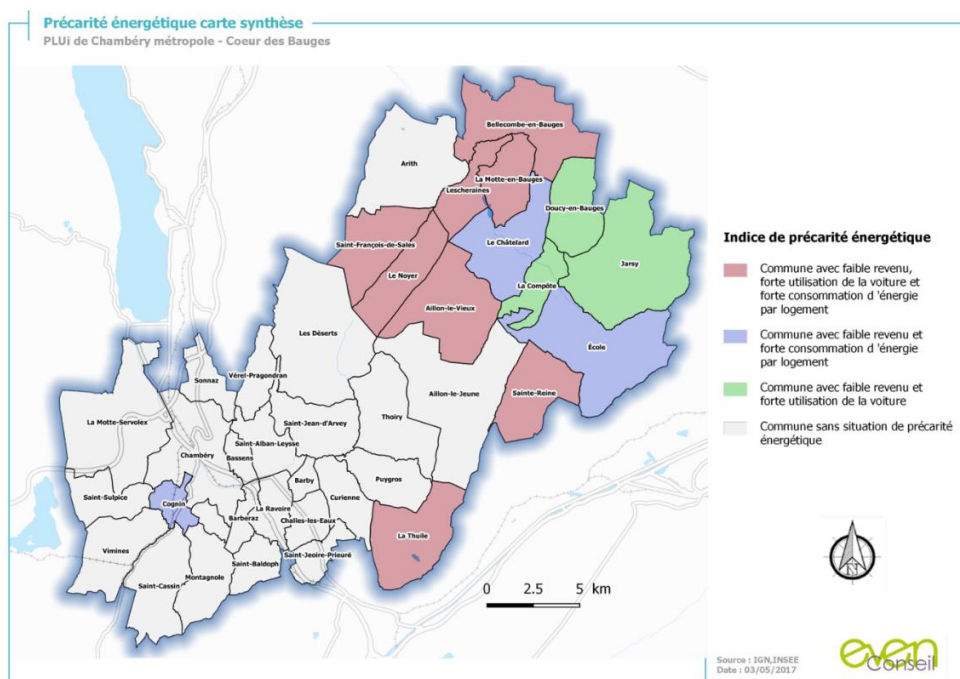 Précarité énergétique carte synthèse
PLUi de Chambéry métropole - Coeur des Bauges
Bellecombe-en-Bauges
Arith
La Motte-en-Bauges
Lescheraines
Doucy-en-Bauges
Saint-François-de-Sales
Le Châtelard
Jarsy
Le Noyer
La Compôte
Aillon-le-Vieux
Les Déserts
École
Sonnaz
Vérel-Pragondran
Aillon-le-Jeune
Sainte-Reine
La Motte-Servolex
Thoiry
Saint-Jean-d'Arvey
Saint-Alban-Leysse
Chambéry
Bassens
Saint-Sulpice
Barby
Puygros
Curienne
Cognin
La Ravoire
Barberaz
Challes-les-Eaux
La Thuile
Vimines
Saint-Jeoire-Prieuré
Saint-Baldoph
Montagnole
Saint-Cassin
0 2.5 5 km
Indice de précarité énergétique
Commune avec faible revenu,
forte utilisation de la voiture et
forte consommation d 'énergie
par logement
Commune avec faible revenu et
forte consommation d 'énergie
par logement
Commune avec faible revenu et
forte utilisation de la voiture
Commune sans situation de précarité
énergétique
N
Source : IGN,INSEE
Date : 03/05/2017
even
Conseil